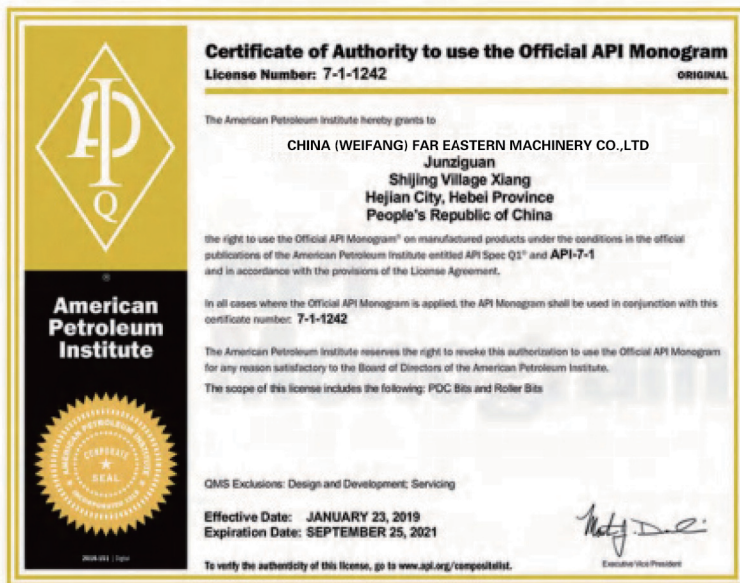 API
Q
®
American
Petroleum
Institute
AMERICAN PETROLEUM INSTITUTE
CORPORATE
SEAL
INCORPORATED 1919
2018-151 | Digital
Certificate of Authority to use the Official API Monogram
License Number: 7-1-1242
ORIGINAL
The American Petroleum Institute hereby grants to
CHINA (WEIFANG) FAR EASTERN MACHINERY CO.,LTD
Junziguan
Shijing Village Xiang
Hejian City, Hebei Province
People's Republic of China
the right to use the Official API Monogram® on manufactured products under the conditions in the official
publications of the American Petroleum Institute entitled API Spec Q1® and API-7-1
and in accordance with the provisions of the License Agreement.
In all cases where the Official API Monogram is applied, the API Monogram shall be used in conjunction with this
certificate number: 7-1-1242
The American Petroleum Institute reserves the right to revoke this authorization to use the Official API Monogram
for any reason satisfactory to the Board of Directors of the American Petroleum Institute.
The scope of this license includes the following: PDC Bits and Roller Bits
QMS Exclusions: Design and Development; Servicing
Effective Date: JANUARY 23, 2019
Expiration Date: SEPTEMBER 25, 2021
To verify the authenticity of this license, go to www.api.org/compositelist.
Executive Vice President